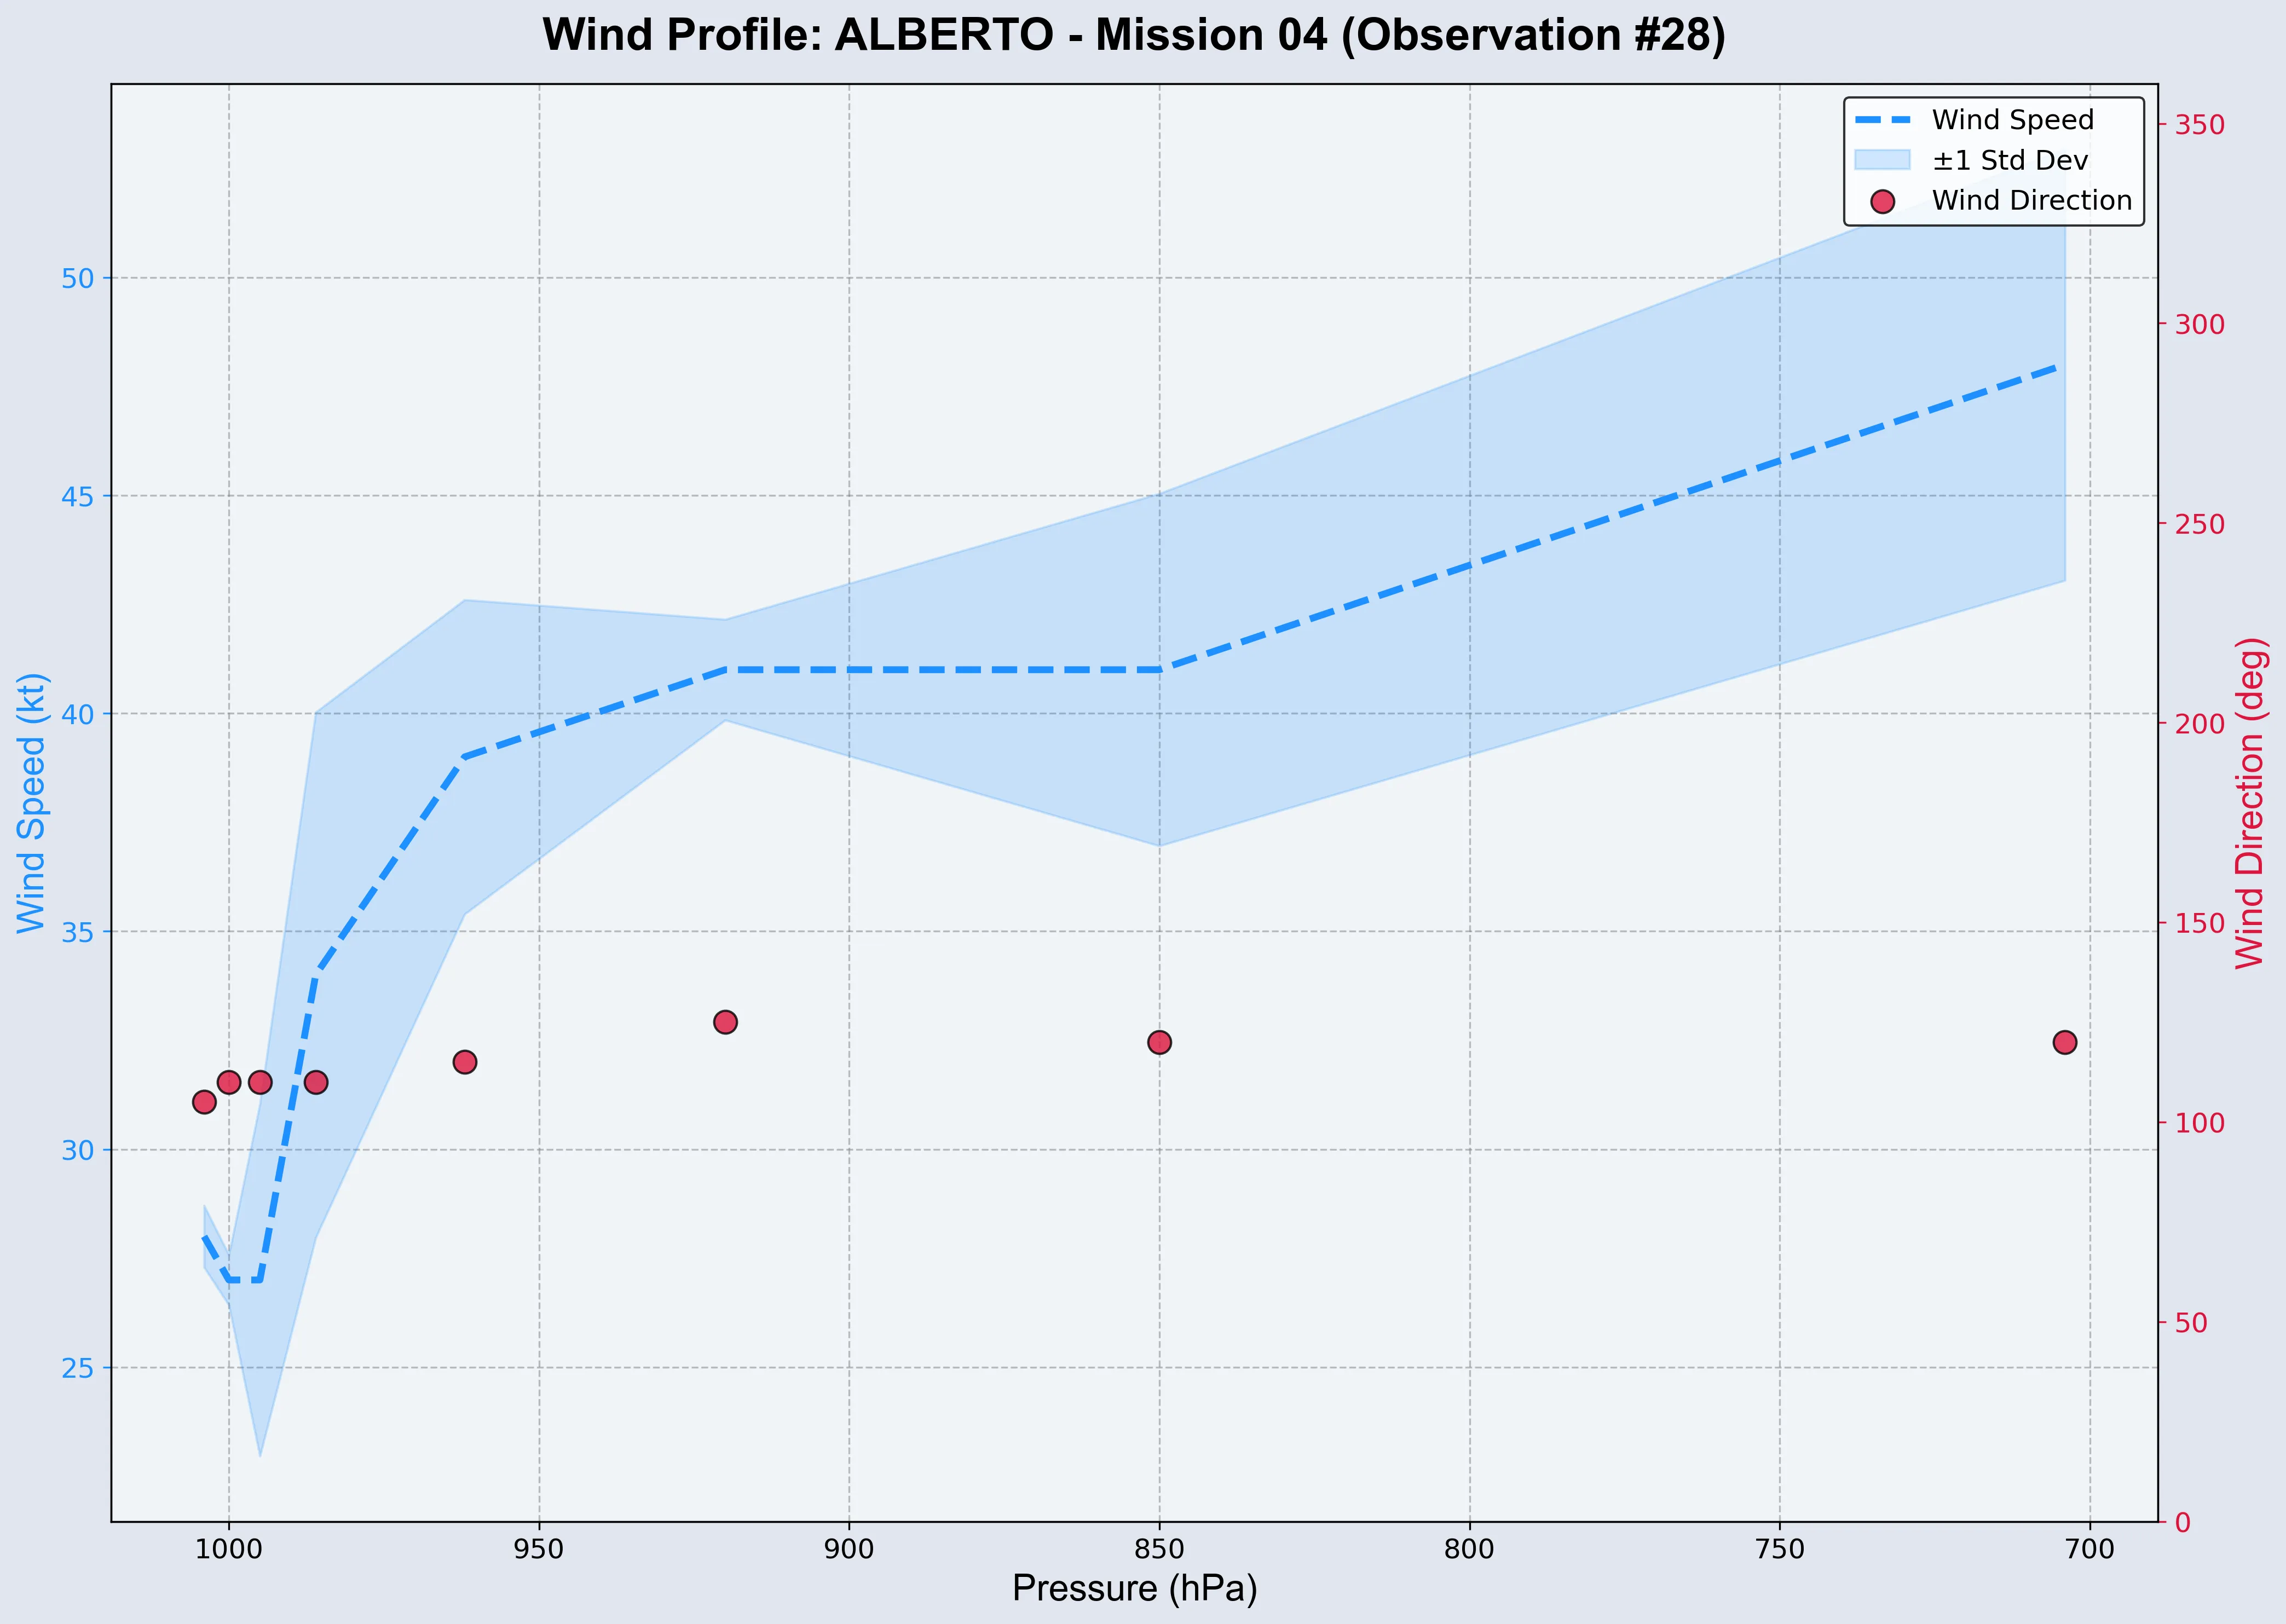 Wind Profile: ALBERTO - Mission 04 (Observation #28)
Wind Speed
±1 Std Dev
Wind Direction
50
45
40
35
30
25
Wind Speed (kt)
350
300
250
200
150
100
50
0
Wind Direction (deg)
1000 950 900 850 800 750 700
Pressure (hPa)